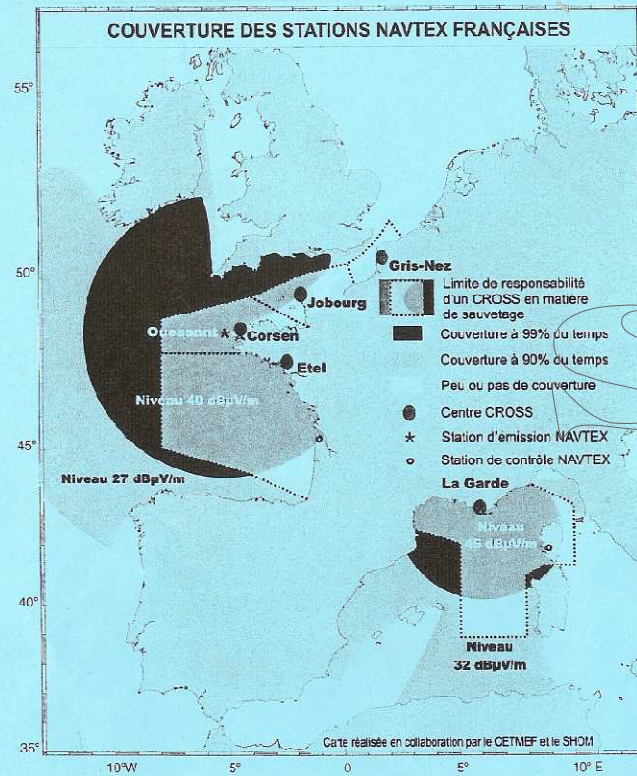 COUVERTURE DES STATIONS NAVTEX FRANÇAISES
55°
50°
Gris-Nez
Jobourg
Limite de responsabilité
d'un CROSS en matière
de sauvetage
Ouessant
Corsen
Couverture à 99% du temps
Etel
Couverture à 90% du temps
Niveau 40 dBµV/m
Peu ou pas de couverture
Centre CROSS
Station d'émission NAVTEX
45°
Station de contrôle NAVTEX
Niveau 27 dBµV/m
La Garde
Niveau
45 dBµV/m
40°
Niveau
32 dBµV/m
Carte réalisée en collaboration par le CETMEF et le SHOM
35°
10°W
5°
0
5°
10° E